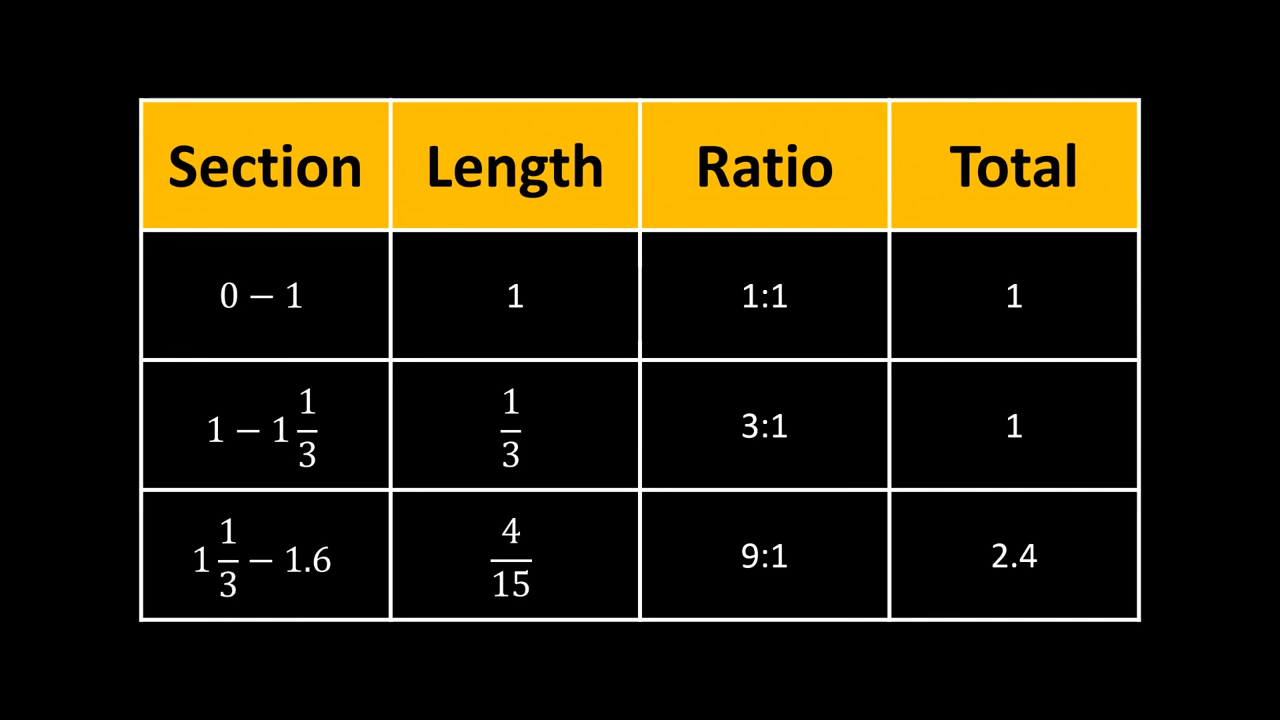 Section Length Ratio Total
0 − 1 1 1:1 1
1 − 1 1/3 1/3 3:1 1
1 1/3 − 1.6 4/15 9:1 2.4